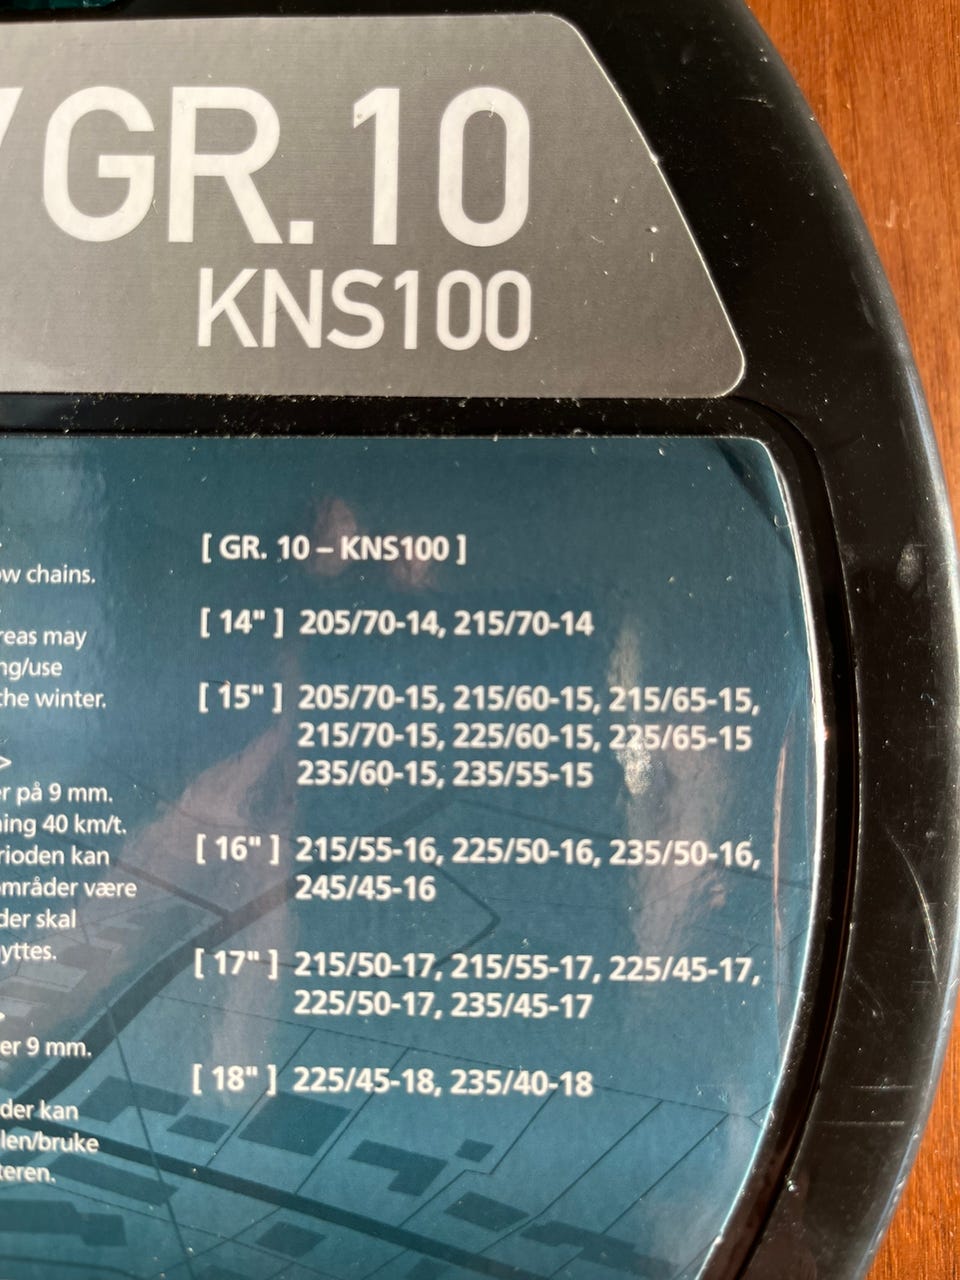 GR.10
KNS100
ow chains.
reas may
ng/use
the winter.
>
r på 9 mm.
ning 40 km/t.
rioden kan
områder være
der skal
yttes.
er 9 mm.
der kan
len/bruke
teren.
[ GR. 10 – KNS100 ]
[ 14" ] 205/70-14, 215/70-14
[ 15" ] 205/70-15, 215/60-15, 215/65-15,
215/70-15, 225/60-15, 225/65-15
235/60-15, 235/55-15
[ 16" ] 215/55-16, 225/50-16, 235/50-16,
245/45-16
[ 17" ] 215/50-17, 215/55-17, 225/45-17,
225/50-17, 235/45-17
[ 18" ] 225/45-18, 235/40-18